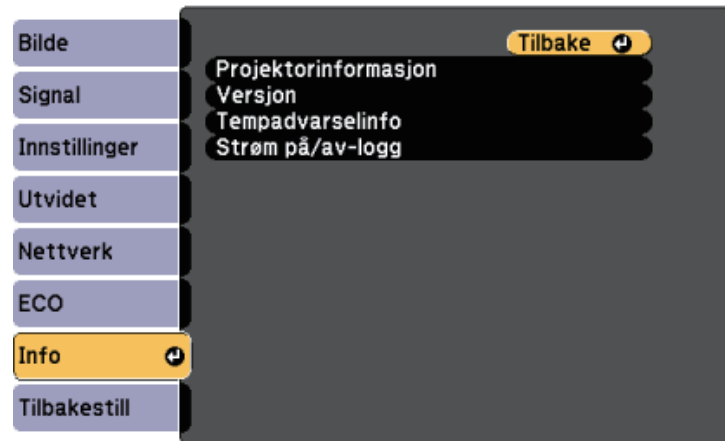 Bilde
Signal
Innstillinger
Utvidet
Nettverk
ECO
Info
Tilbakestill
Tilbake
Projektorinformasjon
Versjon
Tempadvarselinfo
Strøm på/av-logg